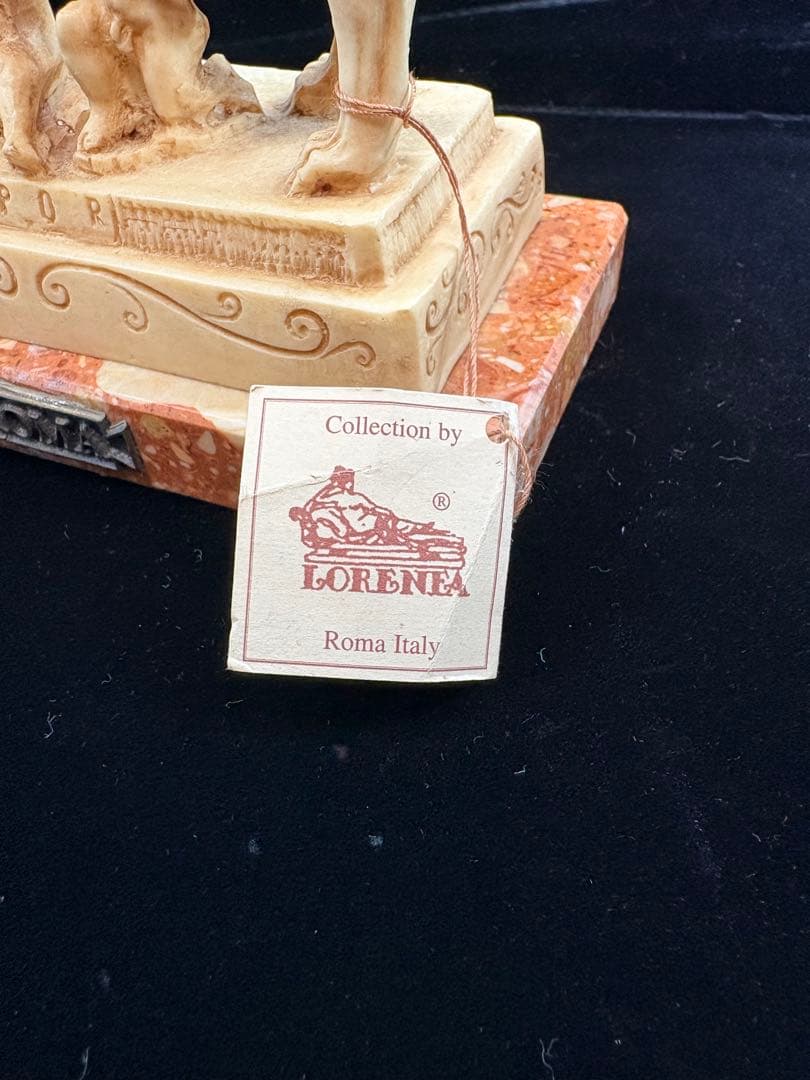 P O R
Collection by
®
LORENEA
Roma Italy